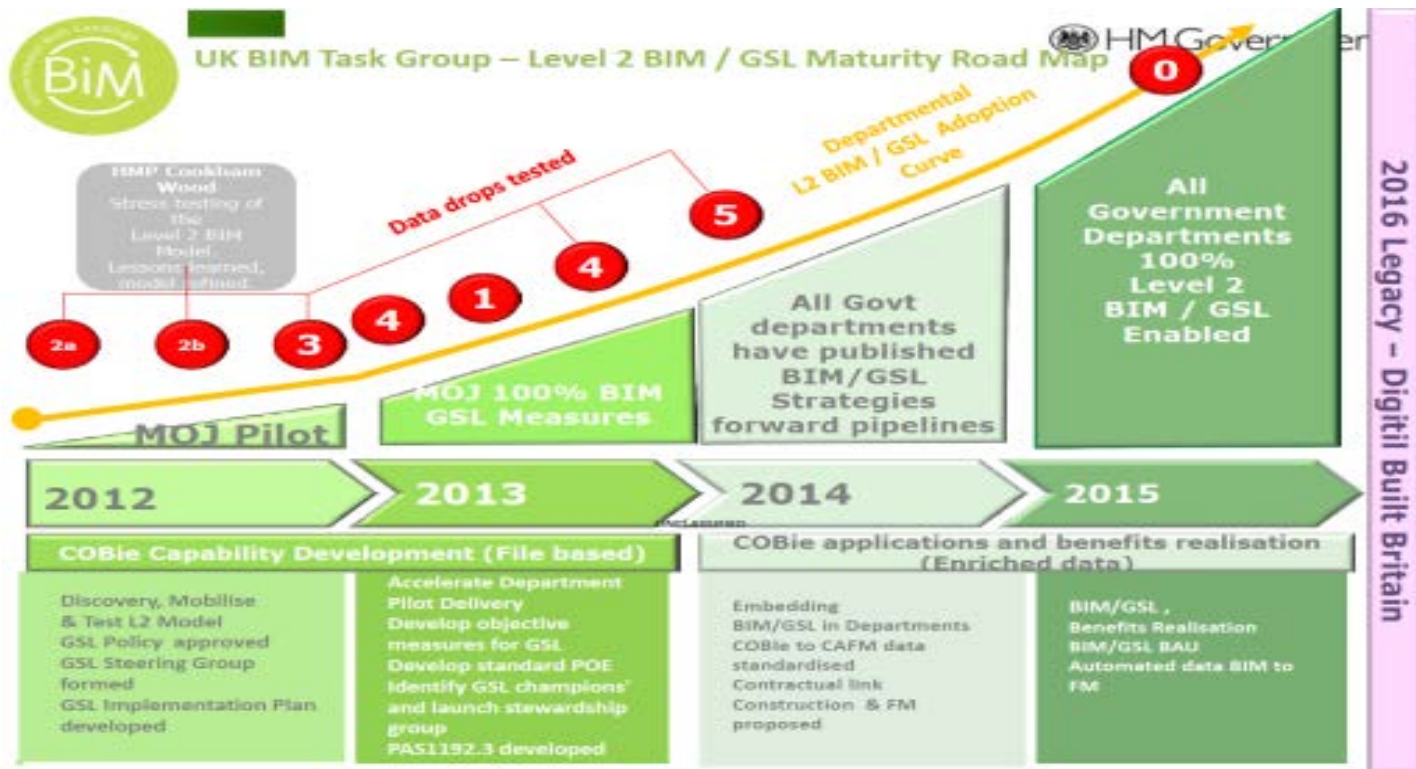 BiM
UK BIM Task Group – Level 2 BIM / GSL Maturity Road Map
HM Governmer
0
Departmental
L2 BIM / GSL Adoption
Curve
HMP Cookham
Wood
Stress testing of
the
Level 2 BIM
Model.
Lessons learned,
model refined.
Data drops tested
5
4
1
4
3
2b
2a
MOJ Pilot
MOJ 100% BIM
GSL Measures
All Govt
departments
have published
BIM/GSL
Strategies
forward pipelines
All
Government
Departments
100%
Level 2
BIM / GSL
Enabled
2016 Legacy – Digitil Built Britain
2012
2013
2014
2015
COBie Capability Development (File based)
COBie applications and benefits realisation
(Enriched data)
Discovery, Mobilise
& Test L2 Model
GSL Policy approved
GSL Steering Group
formed
GSL Implementation Plan
developed
Accelerate Department
Pilot Delivery
Develop objective
measures for GSL
Develop standard POE
Identify GSL champions'
and launch stewardship
group
PAS1192.3 developed
Embedding
BIM/GSL in Departments
COBie to CAFM data
standardised
Contractual link
Construction & FM
proposed
BIM/GSL ,
Benefits Realisation
BIM/GSL BAU
Automated data BIM to
FM